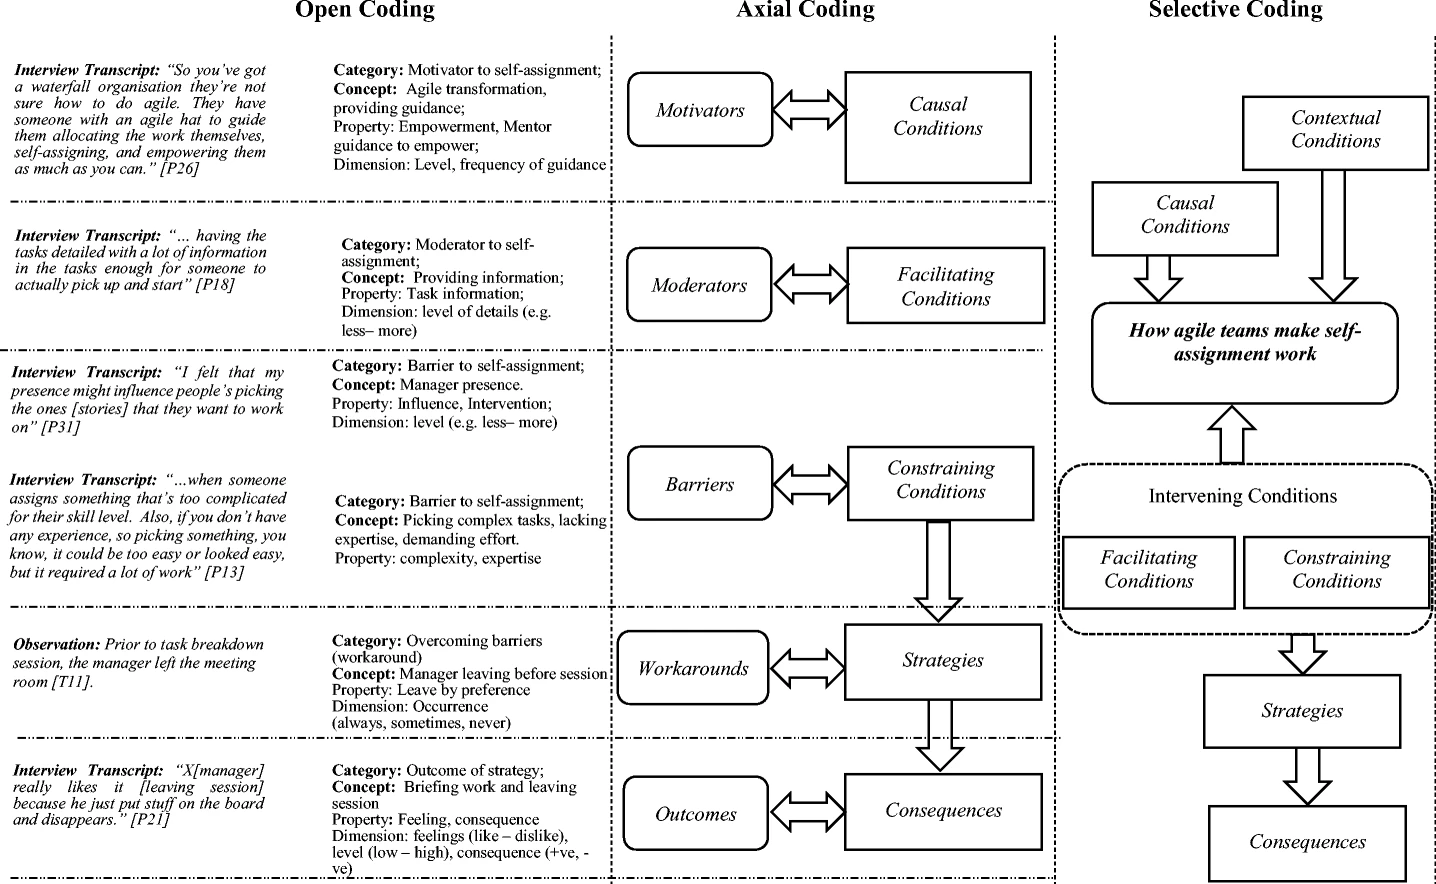 Open Coding
Axial Coding
Selective Coding
Interview Transcript: “So you’ve got
a waterfall organisation they’re not
sure how to do agile. They have
someone with an agile hat to guide
them allocating the work themselves,
self-assigning, and empowering them
as much as you can.” [P26]
Category: Motivator to self-assignment;
Concept: Agile transformation,
providing guidance;
Property: Empowerment, Mentor
guidance to empower;
Dimension: Level, frequency of guidance
Motivators
Causal
Conditions
Interview Transcript: “… having the
tasks detailed with a lot of information
in the tasks enough for someone to
actually pick up and start” [P18]
Category: Moderator to self-
assignment;
Concept: Providing information;
Property: Task information;
Dimension: level of details (e.g.
less– more)
Moderators
Facilitating
Conditions
Interview Transcript: “I felt that my
presence might influence people’s picking
the ones [stories] that they want to work
on” [P31]
Category: Barrier to self-assignment;
Concept: Manager presence.
Property: Influence, Intervention;
Dimension: level (e.g. less– more)
Interview Transcript: “…when someone
assigns something that’s too complicated
for their skill level. Also, if you don’t have
any experience, so picking something, you
know, it could be too easy or looked easy,
but it required a lot of work” [P13]
Category: Barrier to self-assignment;
Concept: Picking complex tasks, lacking
expertise, demanding effort.
Property: complexity, expertise
Barriers
Constraining
Conditions
Observation: Prior to task breakdown
session, the manager left the meeting
room [T11].
Category: Overcoming barriers
(workaround)
Concept: Manager leaving before session
Property: Leave by preference
Dimension: Occurrence
(always, sometimes, never)
Workarounds
Strategies
Interview Transcript: “X[manager]
really likes it [leaving session]
because he just put stuff on the board
and disappears.” [P21]
Category: Outcome of strategy;
Concept: Briefing work and leaving
session
Property: Feeling, consequence
Dimension: feelings (like – dislike),
level (low – high), consequence (+ve, -
ve)
Outcomes
Consequences
Contextual
Conditions
Causal
Conditions
How agile teams make self-
assignment work
Intervening Conditions
Facilitating
Conditions
Constraining
Conditions
Strategies
Consequences